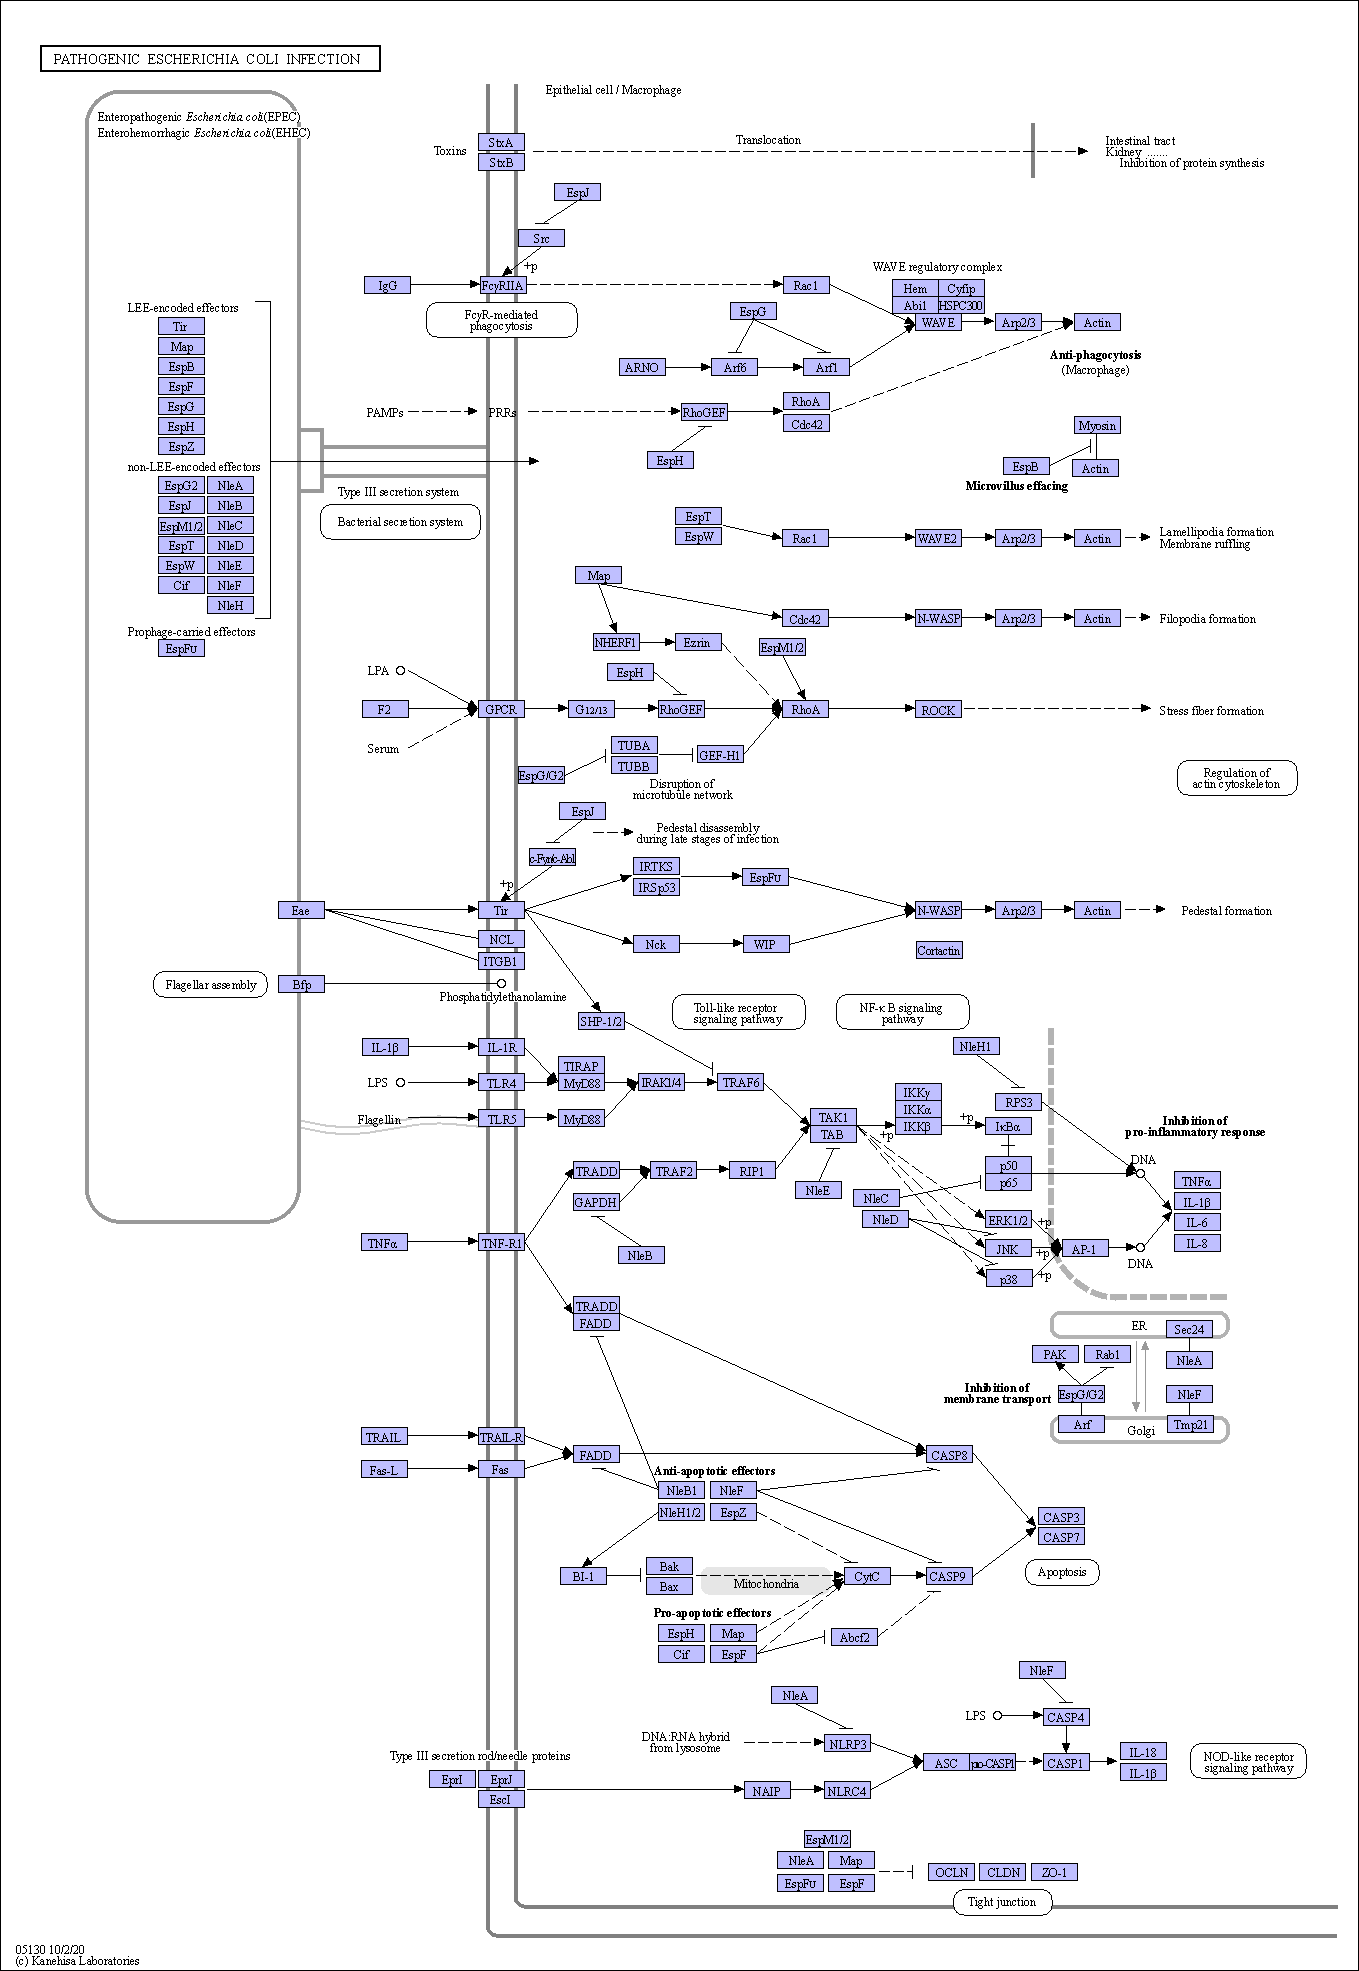 PATHOGENIC ESCHERICHIA COLI INFECTION
Epithelial cell / Macrophage
Enteropathogenic Escherichia coli(EPEC)
Enterohemorrhagic Escherichia coli(EHEC)
Toxins
StxA
StxB
Translocation
Intestinal tract
Kidney .......
Inhibition of protein synthesis
EspJ
Src
+p
IgG
FcγRIIA
Rac1
WAVE regulatory complex
Hem
Cyfip
Abi1
HSPC300
WAVE
Arp2/3
Actin
FcγR-mediated
phagocytosis
EspG
ARNO
Arf6
Arf1
Anti-phagocytosis
(Macrophage)
LEE-encoded effectors
Tir
Map
EspB
EspF
EspG
EspH
EspZ
non-LEE-encoded effectors
EspG2
NleA
EspJ
NleB
EspM1/2
NleC
EspT
NleD
EspW
NleE
Cif
NleF
NleH
Prophage-carried effectors
EspFu
PAMPs
PRRs
RhoGEF
RhoA
Cdc42
EspH
Myosin
EspB
Actin
Microvillus effacing
Type III secretion system
Bacterial secretion system
EspT
EspW
Rac1
WAVE2
Arp2/3
Actin
Lamellipodia formation
Membrane ruffling
Map
Cdc42
N-WASP
Arp2/3
Actin
Filopodia formation
NHERF1
Ezrin
EspM1/2
LPA
EspH
F2
GPCR
G12/13
RhoGEF
RhoA
ROCK
Stress fiber formation
Serum
TUBA
TUBB
GEF-H1
EspG/G2
Disruption of
microtubule network
Regulation of
actin cytoskeleton
EspJ
Pedestal disassembly
during late stages of infection
c-Fyn/c-Abl
+p
IRTKS
IRSp53
EspFu
Eae
Tir
N-WASP
Arp2/3
Actin
Pedestal formation
NCL
Nck
WIP
Cortactin
ITGB1
Flagellar assembly
Bfp
Phosphatidylethanolamine
SHP-1/2
Toll-like receptor
signaling pathway
NF-κ B signaling
pathway
IL-1β
IL-1R
TIRAP
NleH1
LPS
TLR4
MyD88
IRAK1/4
TRAF6
IKKγ
IKKα
IKKβ
RPS3
Flagellin
TLR5
MyD88
TAK1
TAB
+p
+p
IκBα
Inhibition of
pro-inflammatory response
p50
p65
DNA
TRADD
TRAF2
RIP1
NleE
NleC
TNFα
IL-1β
IL-6
IL-8
GAPDH
NleD
ERK1/2
+p
TNFα
TNF-R1
NleB
JNK
+p
AP-1
DNA
p38
+p
TRADD
FADD
ER
Sec24
PAK
Rab1
NleA
Inhibition of
membrane transport
EspG/G2
NleF
Arf
Golgi
Tmp21
TRAIL
TRAIL-R
FADD
CASP8
Fas-L
Fas
Anti-apoptotic effectors
NleB1
NleF
NleH1/2
EspZ
CASP3
CASP7
BI-1
Bak
Bax
Mitochondria
CytC
CASP9
Apoptosis
Pro-apoptotic effectors
EspH
Map
Cif
EspF
Abcf2
NleF
NleA
LPS
CASP4
DNA:RNA hybrid
from lysosome
NLRP3
ASC
pro-CASP1
CASP1
IL-18
IL-1β
NOD-like receptor
signaling pathway
Type III secretion rod/needle proteins
EprI
EprJ
EscI
NAIP
NLRC4
EspM1/2
NleA
Map
EspFu
EspF
OCLN
CLDN
ZO-1
Tight junction
05130 10/2/20
(c) Kanehisa Laboratories